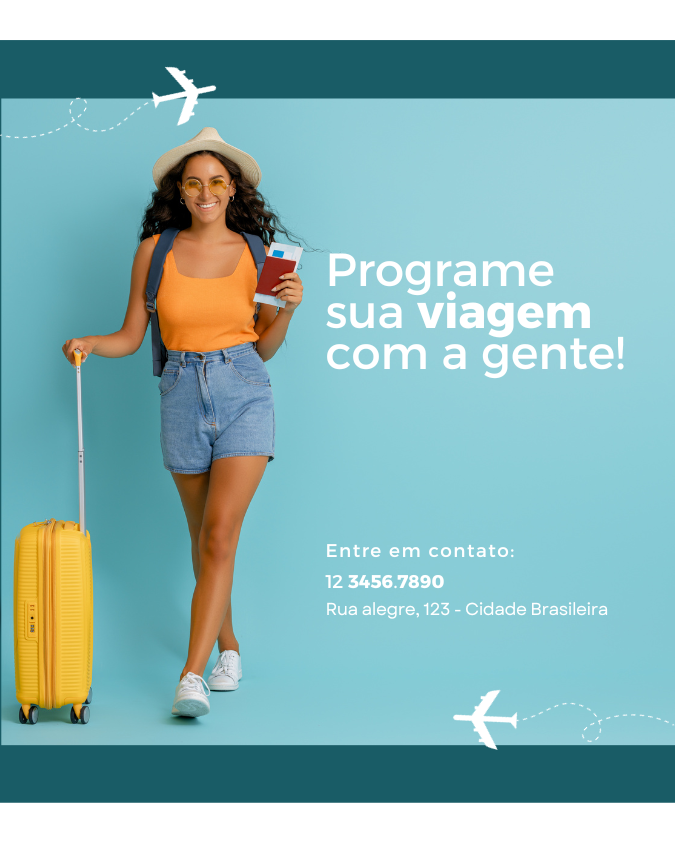 Programe
sua viagem
com a gente!
Entre em contato:
12 3456.7890
Rua alegre, 123 - Cidade Brasileira